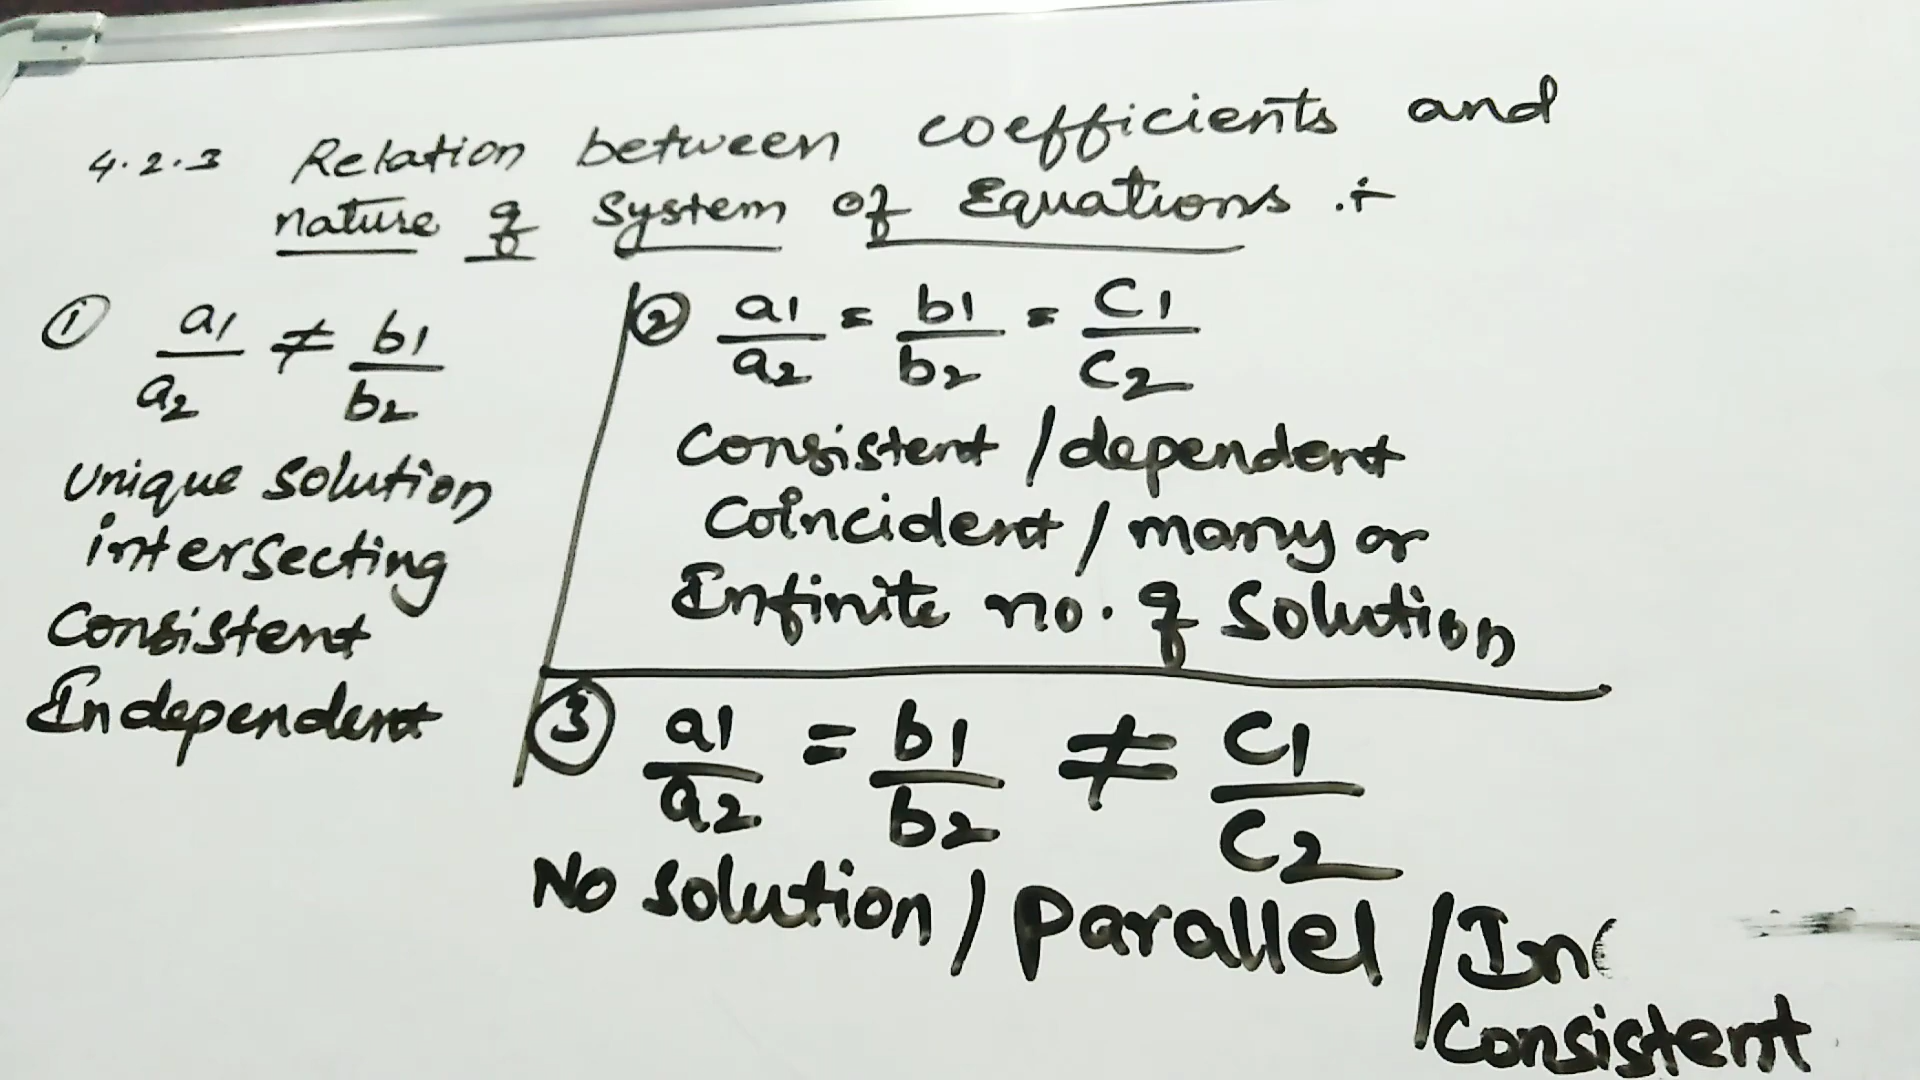 4.2.3 Relation between coefficients and
nature of System of Equations :-
① a1/a2 ≠ b1/b2
Unique Solution
intersecting
Consistent
Independent
② a1/a2 = b1/b2 = C1/C2
Consistent / dependent
Coincident / many or
Infinite no. of Solution
③ a1/a2 = b1/b2 ≠ C1/C2
No Solution / Parallel / In
Consistent